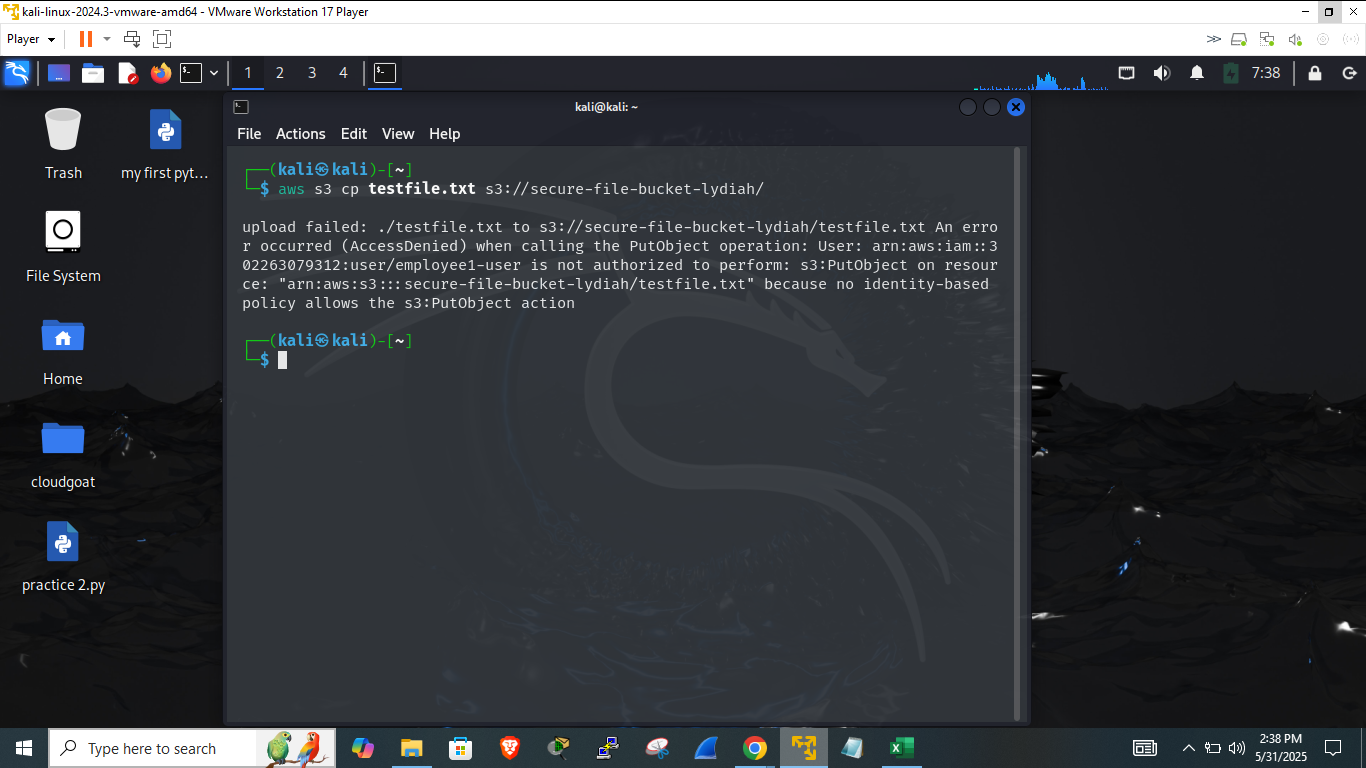 kali-linux-2024.3-vmware-amd64 - VMware Workstation 17 Player
Player
1 2 3 4
7:38
Trash
my first pyt...
File System
Home
cloudgoat
practice 2.py
kali@kali: ~
File Actions Edit View Help
┌──(kali㉿kali)-[~]
└─$ aws s3 cp testfile.txt s3://secure-file-bucket-lydiah/
upload failed: ./testfile.txt to s3://secure-file-bucket-lydiah/testfile.txt An erro
r occurred (AccessDenied) when calling the PutObject operation: User: arn:aws:iam::3
02263079312:user/employee1-user is not authorized to perform: s3:PutObject on resour
ce: "arn:aws:s3:::secure-file-bucket-lydiah/testfile.txt" because no identity-based
policy allows the s3:PutObject action
┌──(kali㉿kali)-[~]
└─$
Type here to search
2:38 PM
5/31/2025